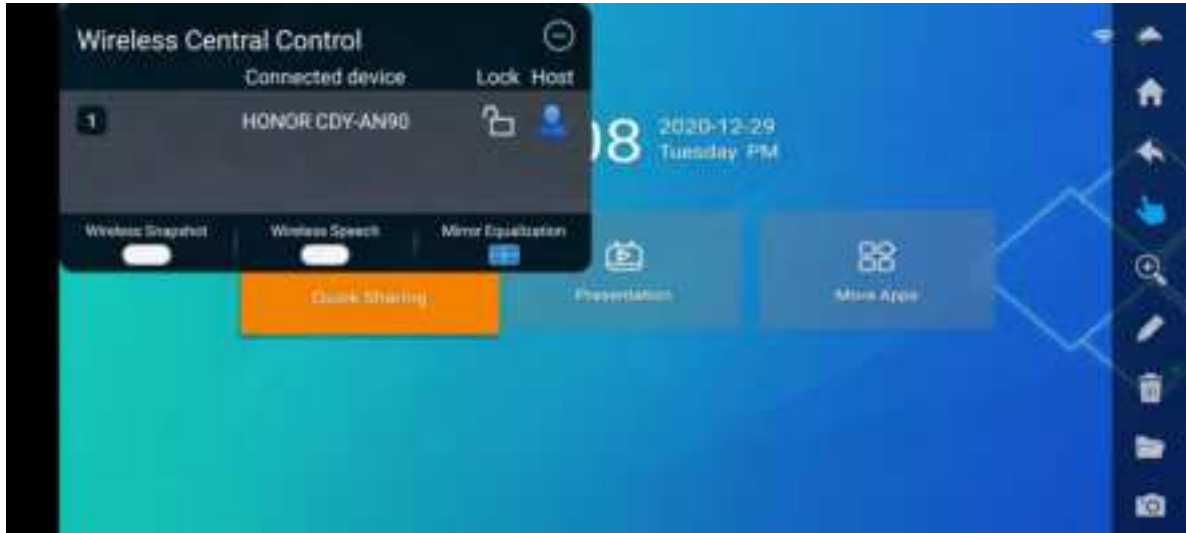 Wireless Central Control
Connected device Lock Host
1 HONOR CDY-AN90
08 2020-12-29
Tuesday PM
Wireless Snapshot Wireless Speech Mirror Equalization
Quick Sharing Presentation More Apps